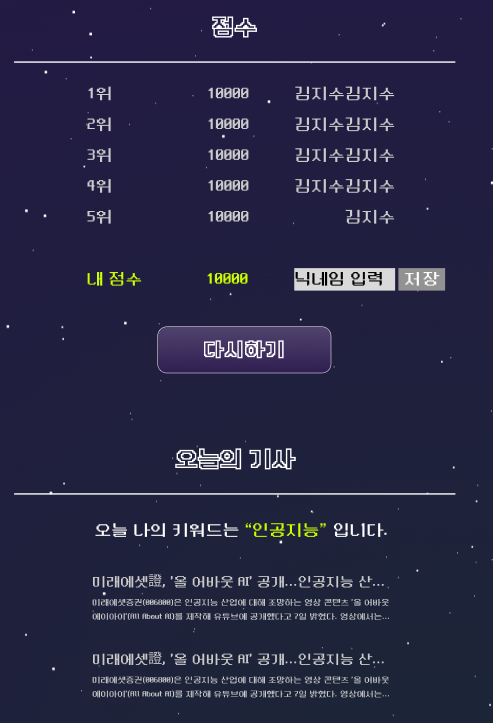 점수
1위 10000 김지수김지수
2위 10000 김지수김지수
3위 10000 김지수김지수
4위 10000 김지수김지수
5위 10000 김지수
내 점수 10000 닉네임 입력 저장
다시하기
오늘의 기사
오늘 나의 키워드는 “인공지능” 입니다.
미래에셋證, '올 어바웃 AI' 공개...인공지능 산...
미래에셋증권(006800)은 인공지능 산업에 대해 조망하는 영상 콘텐츠 '올 어바웃
에이아이'(All About AI)를 제작해 유튜브에 공개했다고 7일 밝혔다. 영상에서는...
미래에셋證, '올 어바웃 AI' 공개...인공지능 산...
미래에셋증권(006800)은 인공지능 산업에 대해 조망하는 영상 콘텐츠 '올 어바웃
에이아이'(All About AI)를 제작해 유튜브에 공개했다고 7일 밝혔다. 영상에서는...